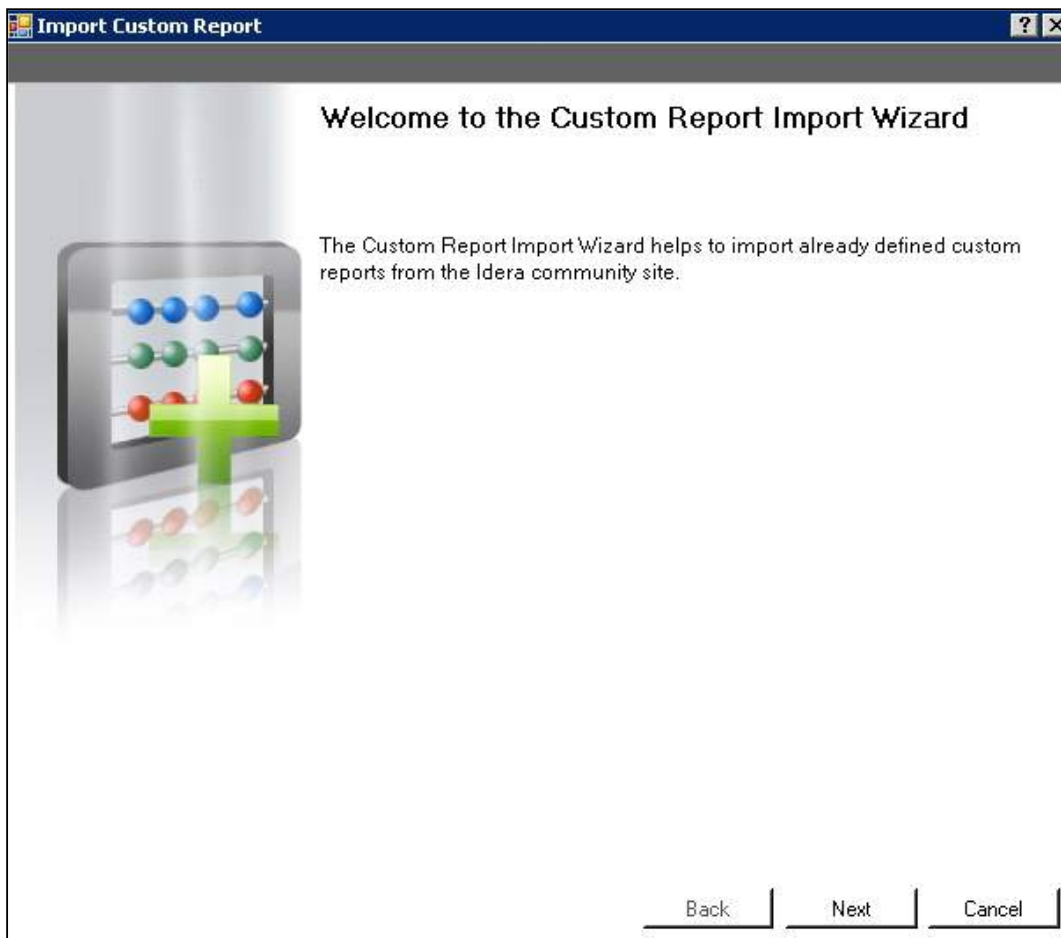 Import Custom Report
?
Welcome to the Custom Report Import Wizard
The Custom Report Import Wizard helps to import already defined custom
reports from the Idera community site.
Back
Next
Cancel